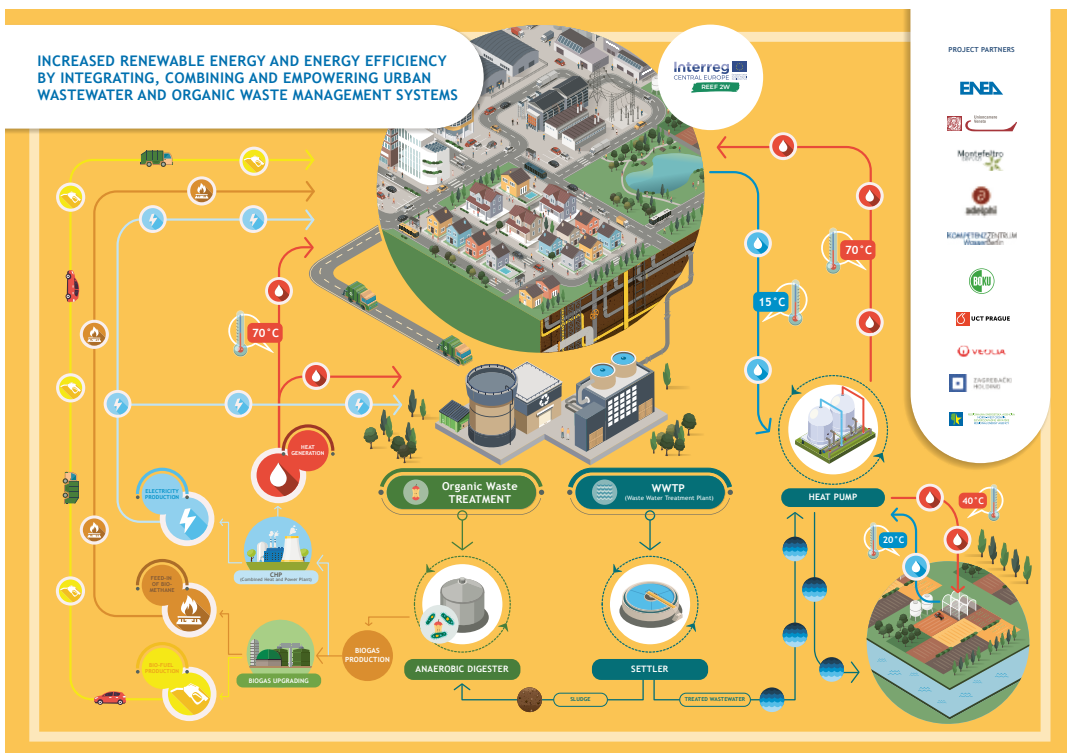 INCREASED RENEWABLE ENERGY AND ENERGY EFFICIENCY
BY INTEGRATING, COMBINING AND EMPOWERING URBAN
WASTEWATER AND ORGANIC WASTE MANAGEMENT SYSTEMS
Interreg
CENTRAL EUROPE
REEF 2W
PROJECT PARTNERS
ENEA
Montefeltro
adelphi
KOMPETENZZENTRUM
WasserBerlin
BOKU
UCT PRAGUE
VEOLIA
ZAGREBAČKI
HOLDING
70°C
15°C
70°C
HEAT
GENERATION
ELECTRICITY
PRODUCTION
Organic Waste
TREATMENT
WWTP
(Waste Water Treatment Plant)
HEAT PUMP
40°C
20°C
CHP
(Combined Heat and Power Plant)
FEED-IN
OF BIO-
METHANE
BIOGAS
PRODUCTION
BIO-FUEL
PRODUCTION
BIOGAS UPGRADING
ANAEROBIC DIGESTER
SETTLER
SLUDGE
TREATED WASTEWATER